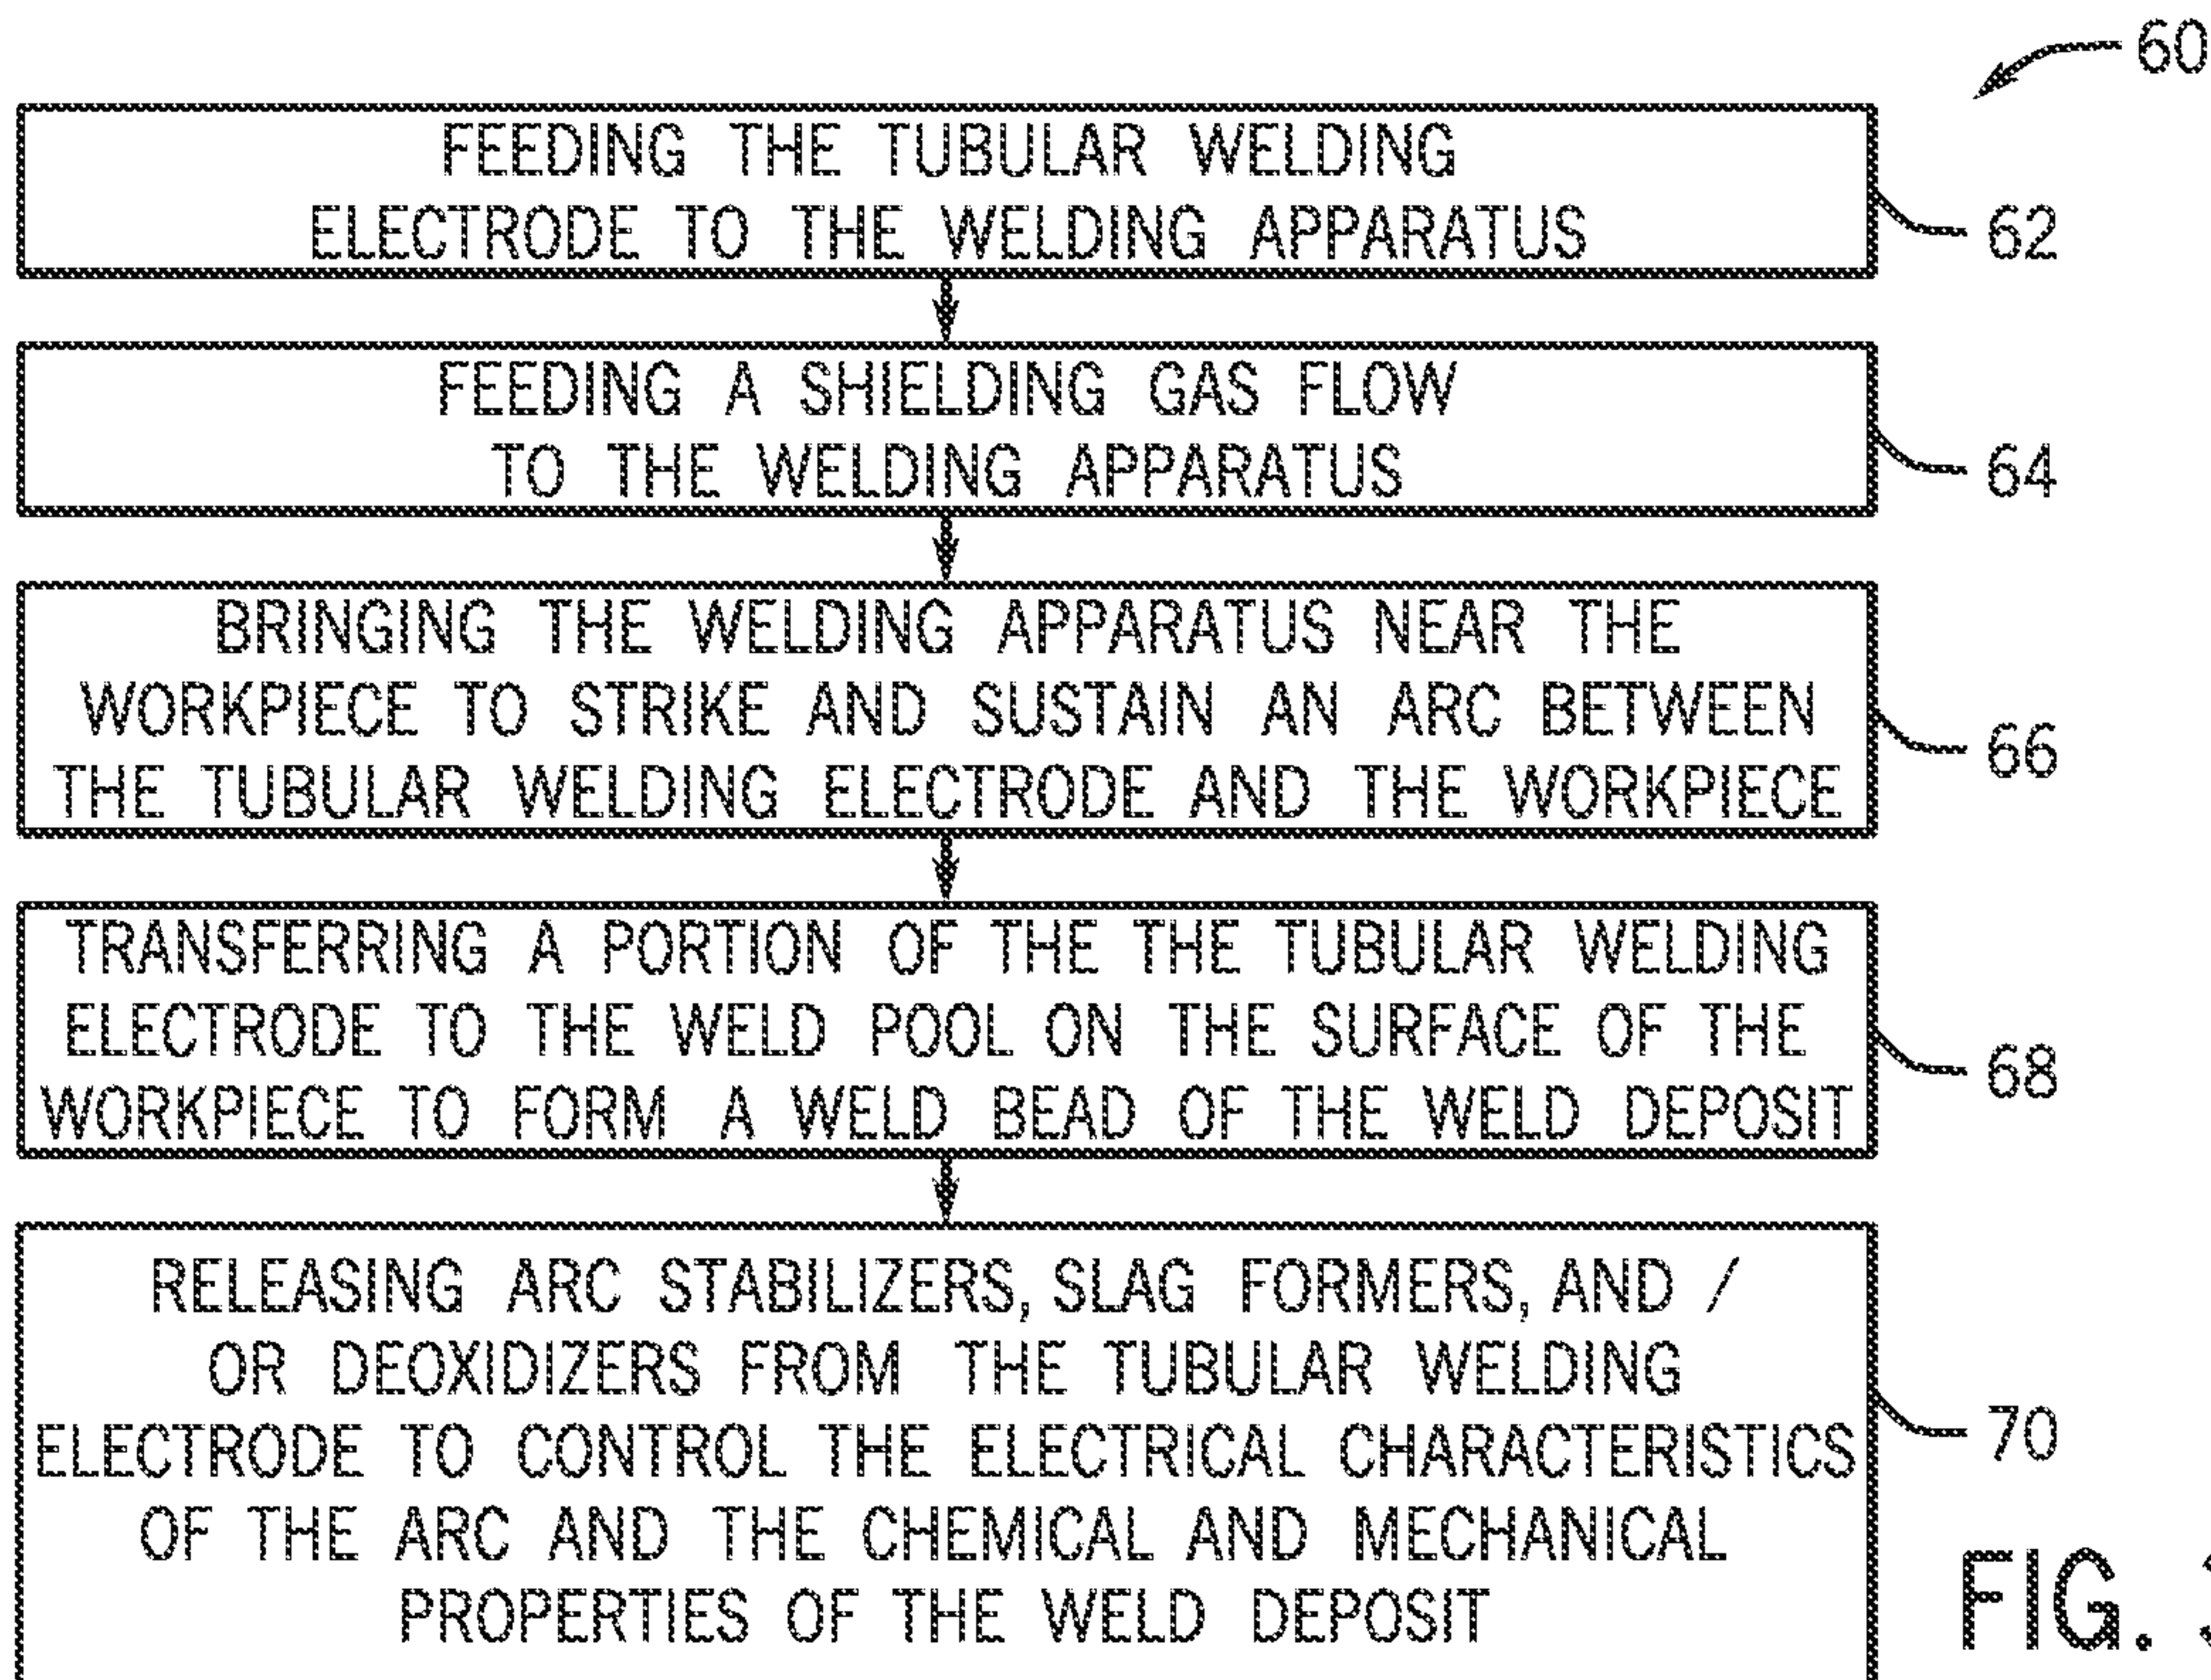 60
FEEDING THE TUBULAR WELDING
ELECTRODE TO THE WELDING APPARATUS
62
FEEDING A SHIELDING GAS FLOW
TO THE WELDING APPARATUS
64
BRINGING THE WELDING APPARATUS NEAR THE
WORKPIECE TO STRIKE AND SUSTAIN AN ARC BETWEEN
THE TUBULAR WELDING ELECTRODE AND THE WORKPIECE
66
TRANSFERRING A PORTION OF THE THE TUBULAR WELDING
ELECTRODE TO THE WELD POOL ON THE SURFACE OF THE
WORKPIECE TO FORM A WELD BEAD OF THE WELD DEPOSIT
68
RELEASING ARC STABILIZERS, SLAG FORMERS, AND /
OR DEOXIDIZERS FROM THE TUBULAR WELDING
ELECTRODE TO CONTROL THE ELECTRICAL CHARACTERISTICS
OF THE ARC AND THE CHEMICAL AND MECHANICAL
PROPERTIES OF THE WELD DEPOSIT
70
FIG.